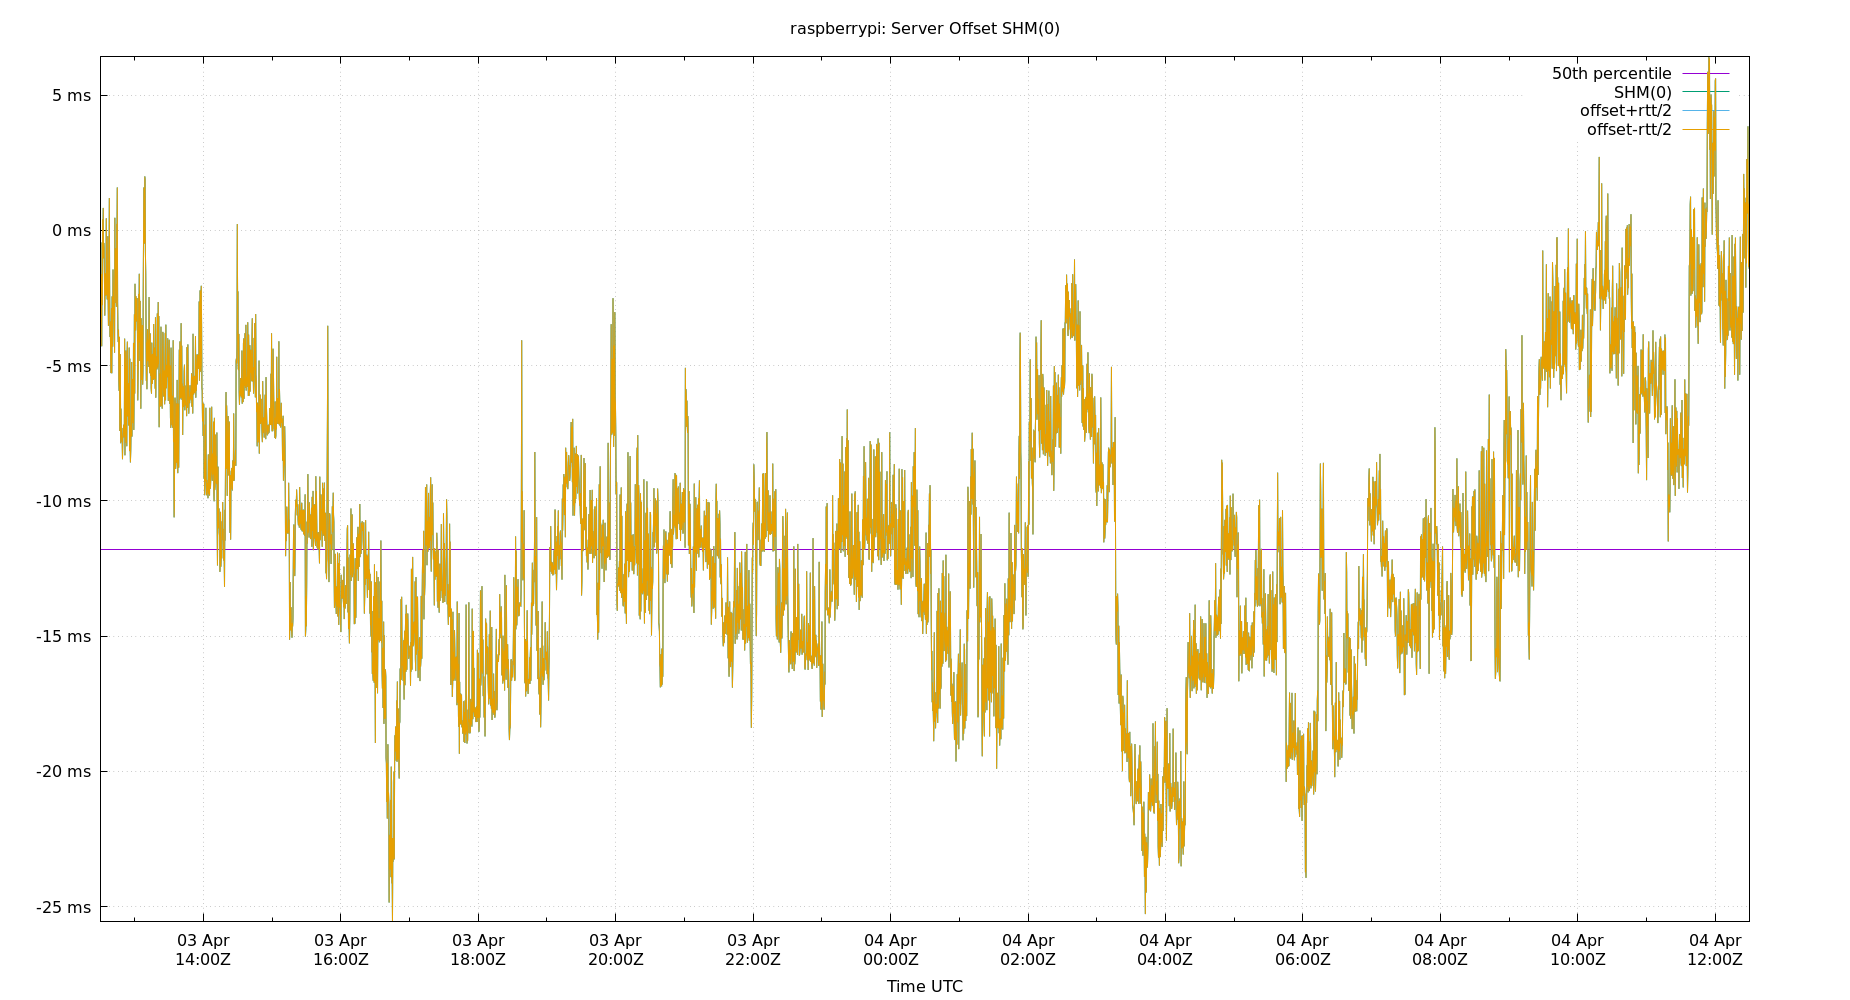 raspberrypi: Server Offset SHM(0)
50th percentile
SHM(0)
offset+rtt/2
offset-rtt/2
5 ms
0 ms
-5 ms
-10 ms
-15 ms
-20 ms
-25 ms
03 Apr 03 Apr 03 Apr 03 Apr 03 Apr 04 Apr 04 Apr 04 Apr 04 Apr 04 Apr 04 Apr 04 Apr
14:00Z 16:00Z 18:00Z 20:00Z 22:00Z 00:00Z 02:00Z 04:00Z 06:00Z 08:00Z 10:00Z 12:00Z
Time UTC